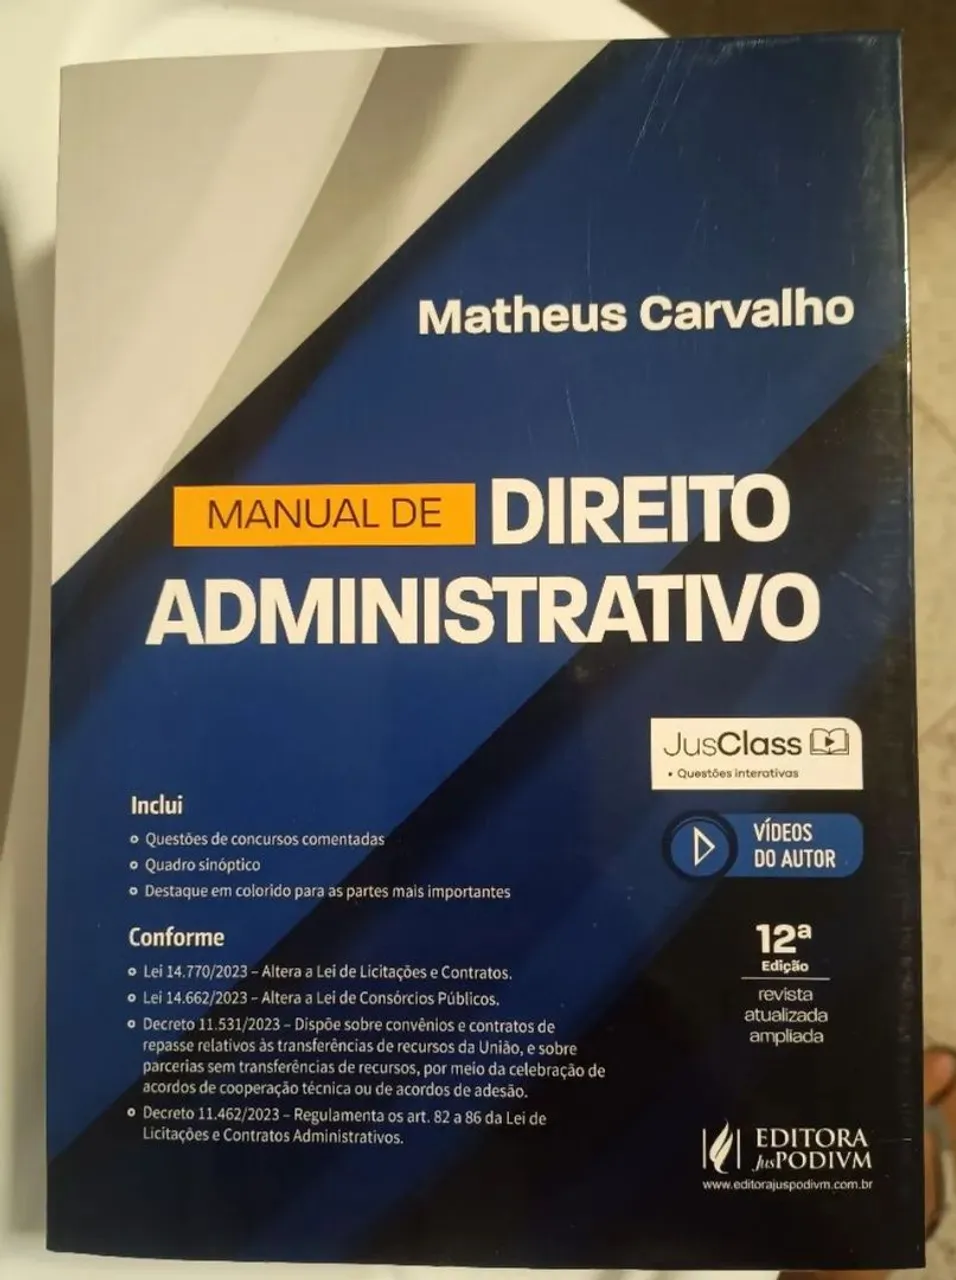 Matheus Carvalho
MANUAL DE DIREITO
ADMINISTRATIVO
JusClass
• Questões interativas
VÍDEOS
DO AUTOR
Inclui
Questões de concursos comentadas
Quadro sinóptico
Destaque em colorido para as partes mais importantes
Conforme
Lei 14.770/2023 – Altera a Lei de Licitações e Contratos.
Lei 14.662/2023 – Altera a Lei de Consórcios Públicos.
Decreto 11.531/2023 – Dispõe sobre convênios e contratos de
repasse relativos às transferências de recursos da União, e sobre
parcerias sem transferências de recursos, por meio da celebração de
acordos de cooperação técnica ou de acordos de adesão.
Decreto 11.462/2023 – Regulamenta os art. 82 a 86 da Lei de
Licitações e Contratos Administrativos.
12ª
Edição
revista
atualizada
ampliada
EDITORA
JusPODIVM
www.editorajuspodivm.com.br